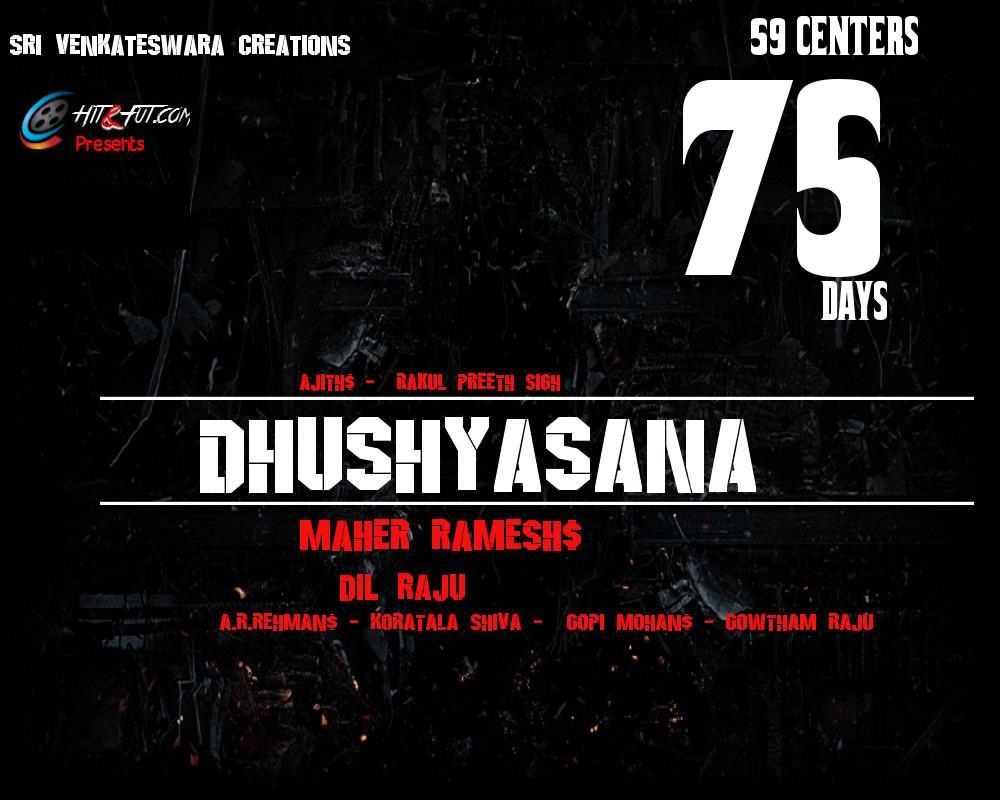 SRI VENKATESWARA CREATIONS
59 CENTERS
HIT&FUT.COM
Presents
75
DAYS
AJITH$ - RAKUL PREETH SIGH
DHUSHYASANA
MAHER RAMESH$
DIL RAJU
A.R.REHMAN$ - KORATALA SHIVA - GOPI MOHAN$ - GOWTHAM RAJU